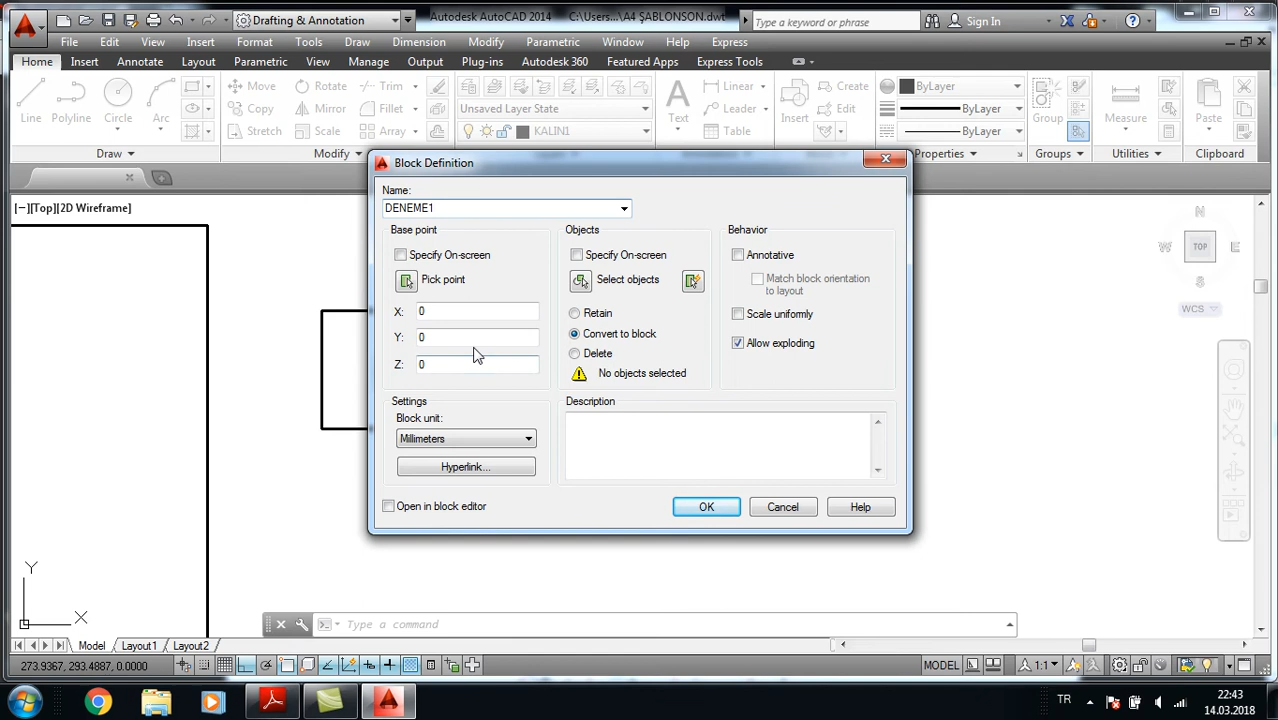 Drafting & Annotation
Autodesk AutoCAD 2014 C:\Users...\A4 ŞABLONSON.dwt
Type a keyword or phrase
Sign In
File Edit View Insert Format Tools Draw Dimension Modify Parametric Window Help Express
Home Insert Annotate Layout Parametric View Manage Output Plug-ins Autodesk 360 Featured Apps Express Tools
Line Polyline Circle Arc
Move Rotate Trim
Copy Mirror Fillet
Stretch Scale Array
Unsaved Layer State
KALIN1
Text
Linear
Leader
Table
Insert
Create
Edit
ByLayer
ByLayer
ByLayer
Group
Measure
Paste
Draw Modify Properties Groups Utilities Clipboard
[−][Top][2D Wireframe]
Block Definition
Name:
DENEME1
Base point
Specify On-screen
Pick point
X: 0
Y: 0
Z: 0
Objects
Specify On-screen
Select objects
Retain
Convert to block
Delete
No objects selected
Behavior
Annotative
Match block orientation
to layout
Scale uniformly
Allow exploding
Settings
Block unit:
Millimeters
Hyperlink...
Description
Open in block editor
OK Cancel Help
N
W TOP E
S
WCS
Y
X
Type a command
Model Layout1 Layout2
273.9367, 293.4887, 0.0000
MODEL
1:1
TR
22:43
14.03.2018